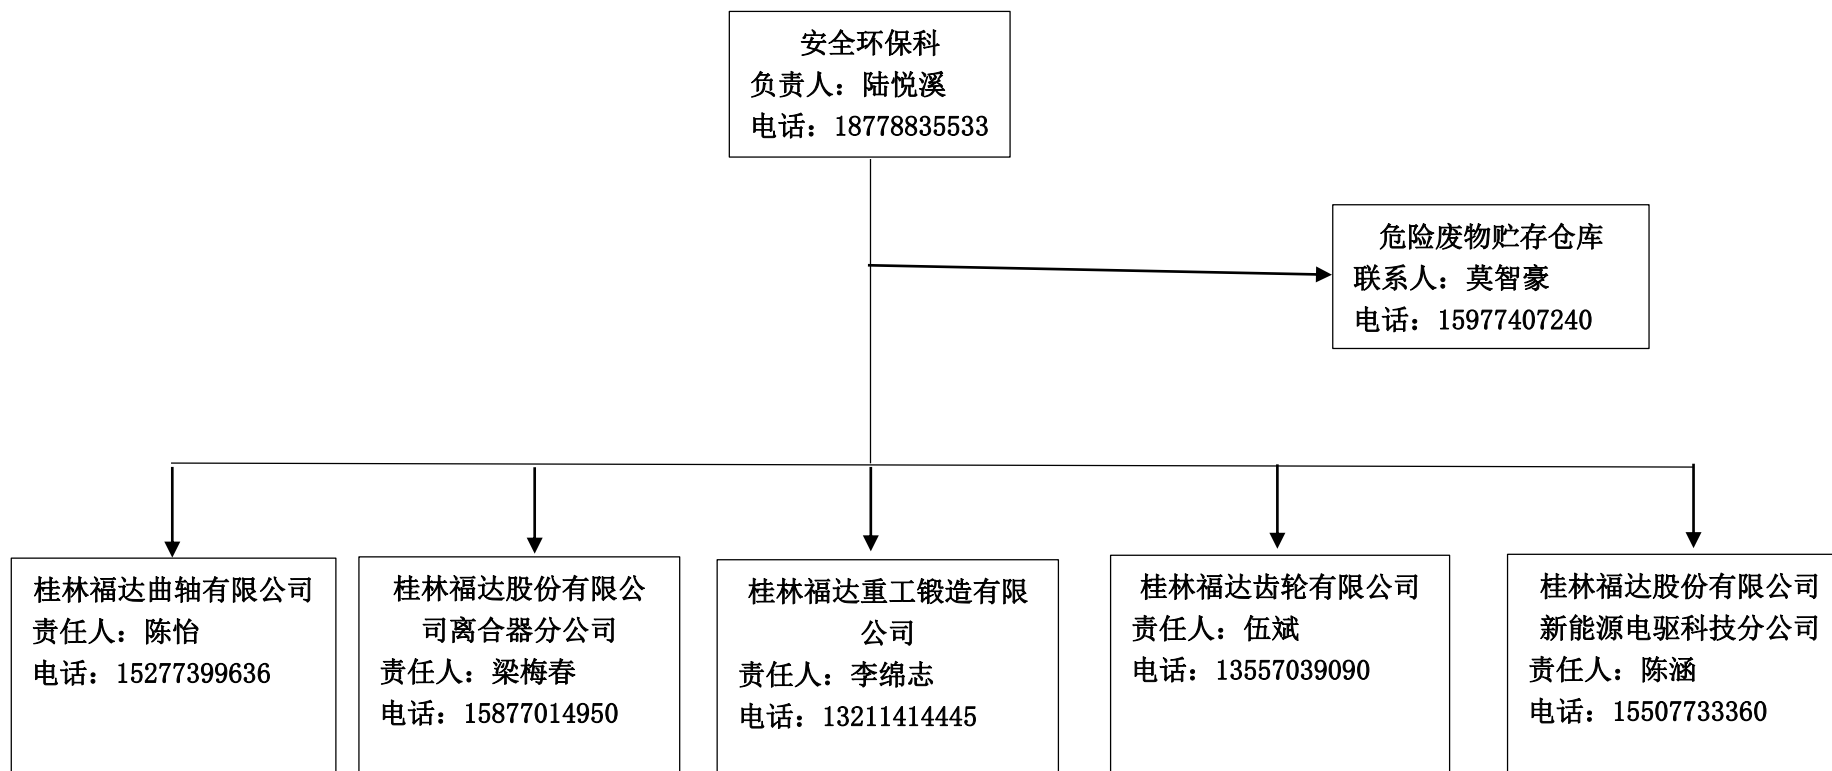 安全环保科
负责人：陆悦溪
电话：18778835533
危险废物贮存仓库
联系人：莫智豪
电话：15977407240
桂林福达曲轴有限公司
责任人：陈怡
电话：15277399636
桂林福达股份有限公
司离合器分公司
责任人：梁梅春
电话：15877014950
桂林福达重工锻造有限
公司
责任人：李绵志
电话：13211414445
桂林福达齿轮有限公司
责任人：伍斌
电话：13557039090
桂林福达股份有限公司
新能源电驱科技分公司
责任人：陈涵
电话：15507733360